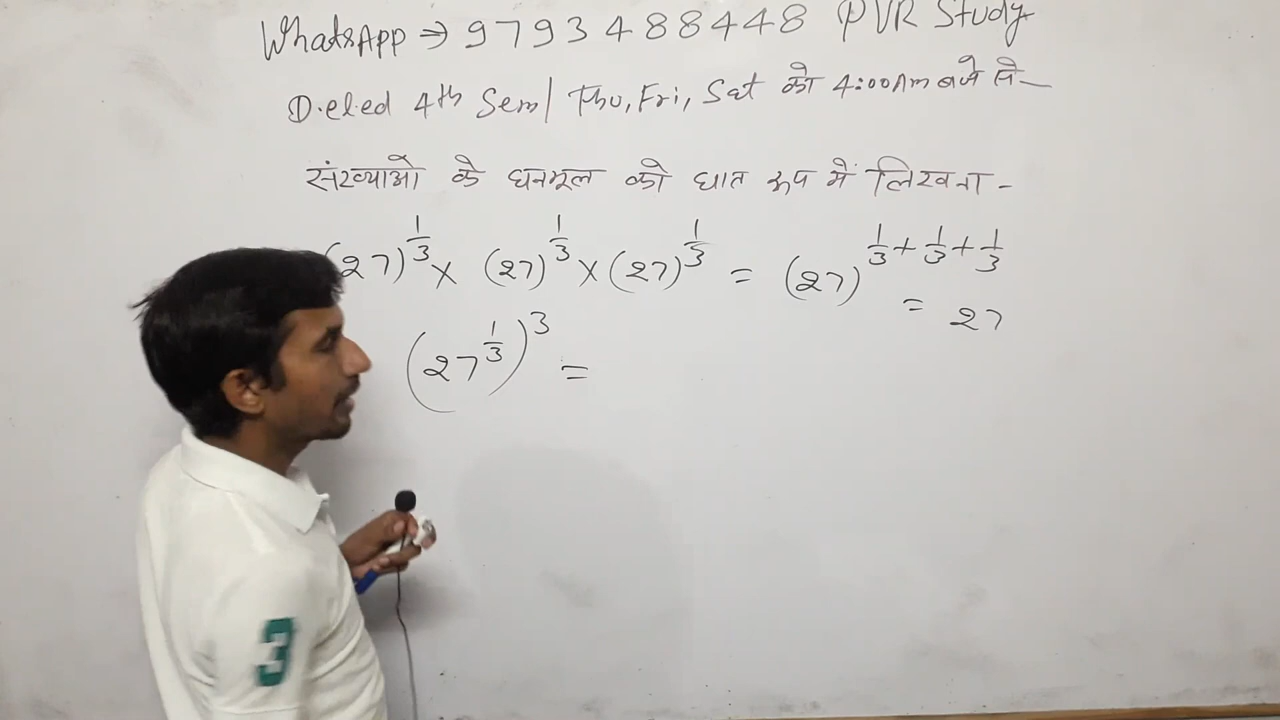 WhatsApp ⇒ 9793488448 PVR Study
D.el.ed 4th Sem/ Thu, Fri, Sat को 4:00Am बजे से-
संख्याओ के घनमूल को घात रूप में लिखना -
(27)^{1/3} × (27)^{1/3} × (27)^{1/3} = (27)^{1/3 + 1/3 + 1/3}
= 27
(27^{1/3})^3 =
3